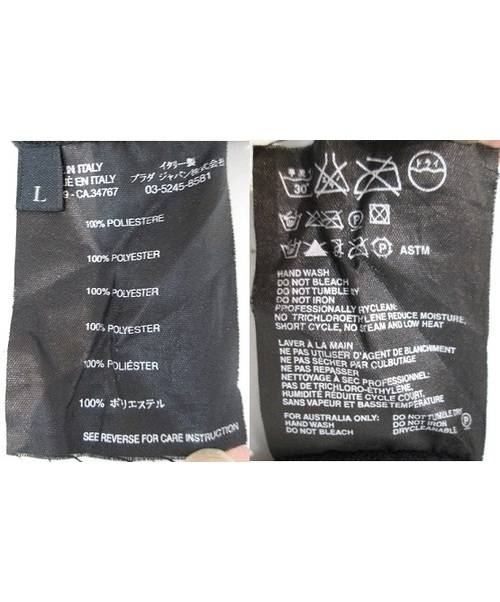 L
IN ITALY
EN ITALY
CA.34767
イタリー製
プラダ ジャパン株式会社
03-5245-8581
100% POLIESTERE
100% POLYESTER
100% POLYESTER
100% POLYESTER
100% POLIÉSTER
100% ポリエステル
SEE REVERSE FOR CARE INSTRUCTION
30
ドライ
P
P
ASTM
HAND WASH
DO NOT BLEACH
DO NOT TUMBLE DRY
DO NOT IRON
PROFESSIONALLY DRYCLEAN:
NO TRICHLOROETHYLENE REDUCE MOISTURE,
SHORT CYCLE, NO STEAM AND LOW HEAT
LAVER À LA MAIN
NE PAS UTILISER D'AGENT DE BLANCHIMENT
NE PAS SÉCHER PAR CULBUTAGE
NE PAS REPASSER
NETTOYAGE À SEC PROFESSIONNEL:
PAS DE TRICHLORO-ETHYLENE,
HUMIDITÉ RÉDUITE CYCLE COURT,
SANS VAPEUR ET BASSE TEMPÉRATURE
FOR AUSTRALIA ONLY:
HAND WASH
DO NOT BLEACH
DO NOT TUMBLE DRY
DO NOT IRON
DRYCLEANABLE
P